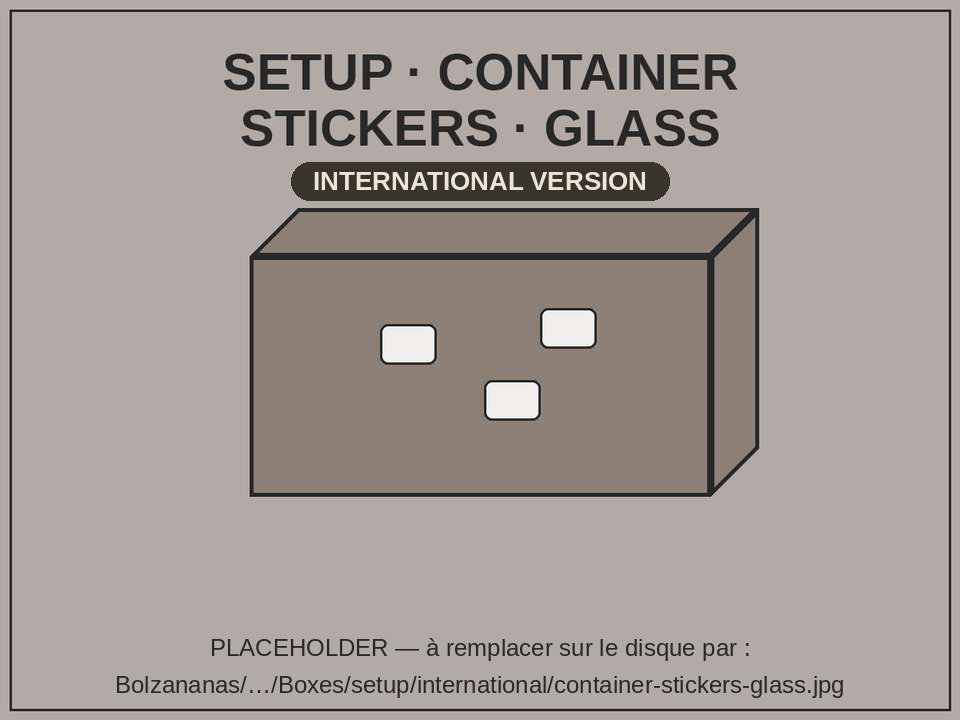 SETUP · CONTAINER
STICKERS · GLASS
INTERNATIONAL VERSION
PLACEHOLDER — à remplacer sur le disque par :
Bolzananas/…/Boxes/setup/international/container-stickers-glass.jpg